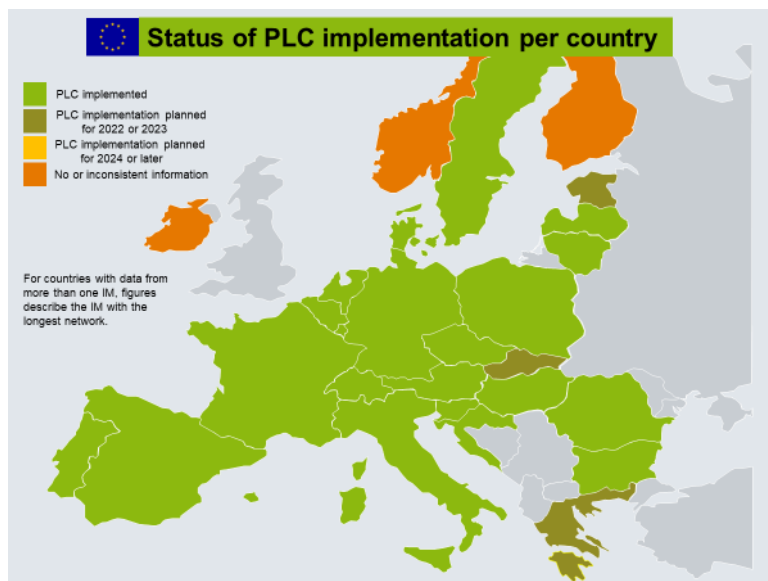 Status of PLC implementation per country
PLC implemented
PLC implementation planned
for 2022 or 2023
PLC implementation planned
for 2024 or later
No or inconsistent information
For countries with data from
more than one IM, figures
describe the IM with the
longest network.